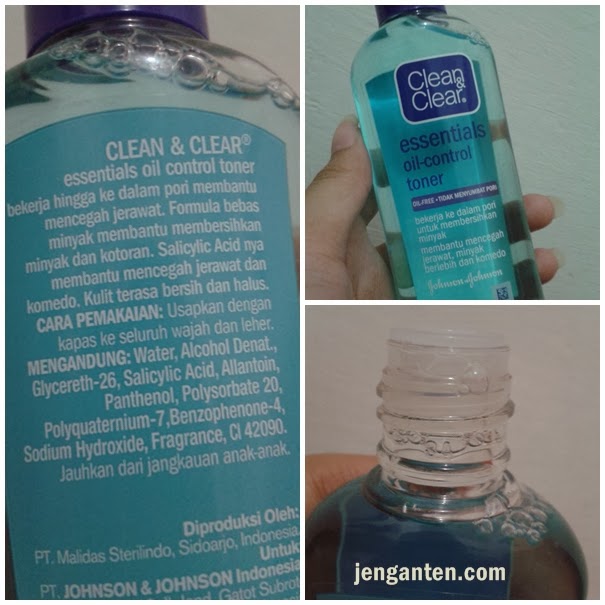 CLEAN & CLEAR®
essentials oil control toner
bekerja hingga ke dalam pori membantu
mencegah jerawat. Formula bebas
minyak membantu membersihkan
minyak dan kotoran. Salicylic Acid nya
membantu mencegah jerawat dan
komedo. Kulit terasa bersih dan halus.
CARA PEMAKAIAN: Usapkan dengan
kapas ke seluruh wajah dan leher.
MENGANDUNG: Water, Alcohol Denat.,
Glycereth-26, Salicylic Acid, Allantoin,
Panthenol, Polysorbate 20,
Polyquaternium-7,Benzophenone-4,
Sodium Hydroxide, Fragrance, CI 42090.
Jauhkan dari jangkauan anak-anak.
Diproduksi Oleh:
PT. Malidas Sterilindo, Sidoarjo, Indonesia
Untuk
PT. JOHNSON & JOHNSON Indonesia
Gatot Subrot
Clean
&
Clear®
essentials
oil-control
toner
OIL-FREE • TIDAK MENYUMBAT PORI
bekerja ke dalam pori
untuk membersihkan
minyak
membantu mencegah
jerawat, minyak
berlebih dan komedo
Johnson & Johnson
jenganten.com